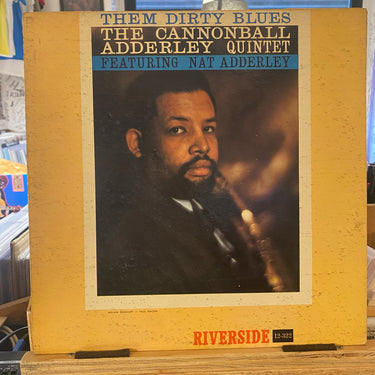 THEM DIRTY BLUES
THE CANNONBALL
ADDERLEY QUINTET
FEATURING NAT ADDERLEY
RIVERSIDE 12-322